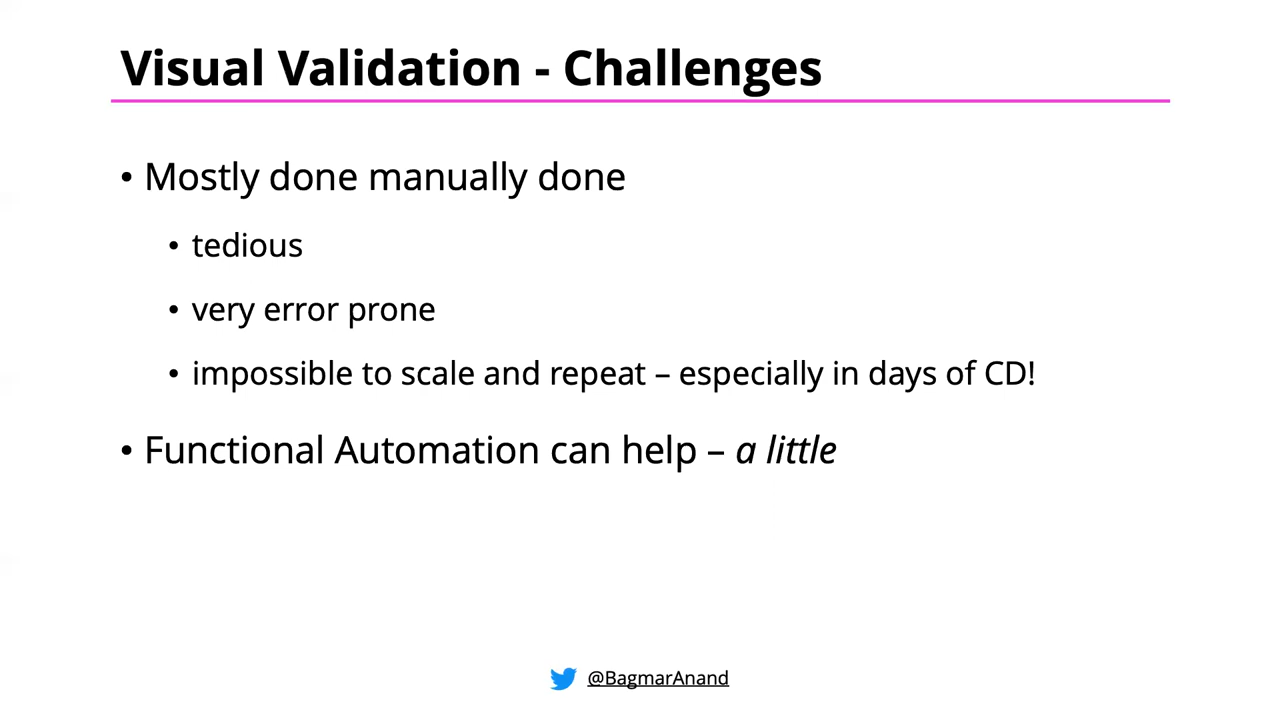 Visual Validation - Challenges
• Mostly done manually done
• tedious
• very error prone
• impossible to scale and repeat – especially in days of CD!
• Functional Automation can help – a little
@BagmarAnand